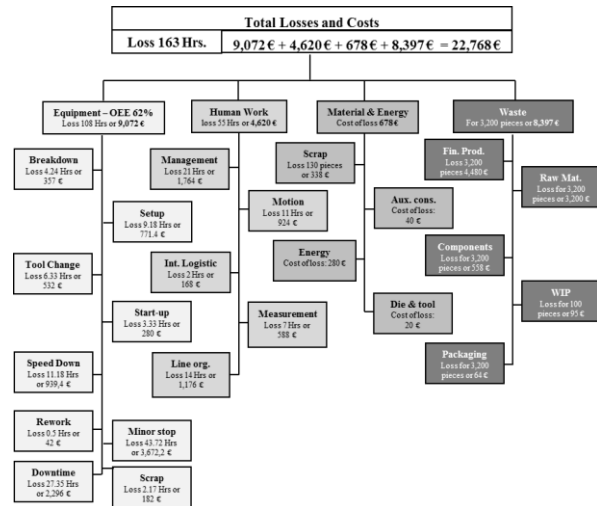 Total Losses and Costs
Loss 163 Hrs.
9,072 € + 4,620 € + 678 € + 8,397 € = 22,768 €
Equipment – OEE 62%
Loss 108 Hrs or 9,072 €
Human Work
loss 55 Hrs or 4,620 €
Material & Energy
Cost of loss 678 €
Waste
For 3,200 pieces or 8,397 €
Breakdown
Loss 4.24 Hrs or
357 €
Management
Loss 21 Hrs or
1,764 €
Scrap
Loss 130 pieces
or 338 €
Fin. Prod.
Loss 3,200
pieces 4,480 €
Raw Mat.
Loss for 3,200
pieces or 3,200 €
Setup
Loss 9.18 Hrs or
771.4 €
Motion
Loss 11 Hrs or
924 €
Aux. cons.
Cost of loss:
40 €
Tool Change
Loss 6.33 Hrs or
532 €
Int. Logistic
Loss 2 Hrs or
168 €
Energy
Cost of loss: 280 €
Components
Loss for 3,200
pieces or 558 €
Start-up
Loss 3.33 Hrs or
280 €
Measurement
Loss 7 Hrs or
588 €
Die & tool
Cost of loss:
20 €
WIP
Loss for 100
pieces or 95 €
Speed Down
Loss 11.18 Hrs
or 939,4 €
Line org.
Loss 14 Hrs or
1,176 €
Packaging
Loss for 3,200
pieces or 64 €
Rework
Loss 0.5 Hrs or
42 €
Minor stop
Loss 43.72 Hrs
or 3,672,2 €
Downtime
Loss 27.35 Hrs
or 2,296 €
Scrap
Loss 2.17 Hrs or
182 €